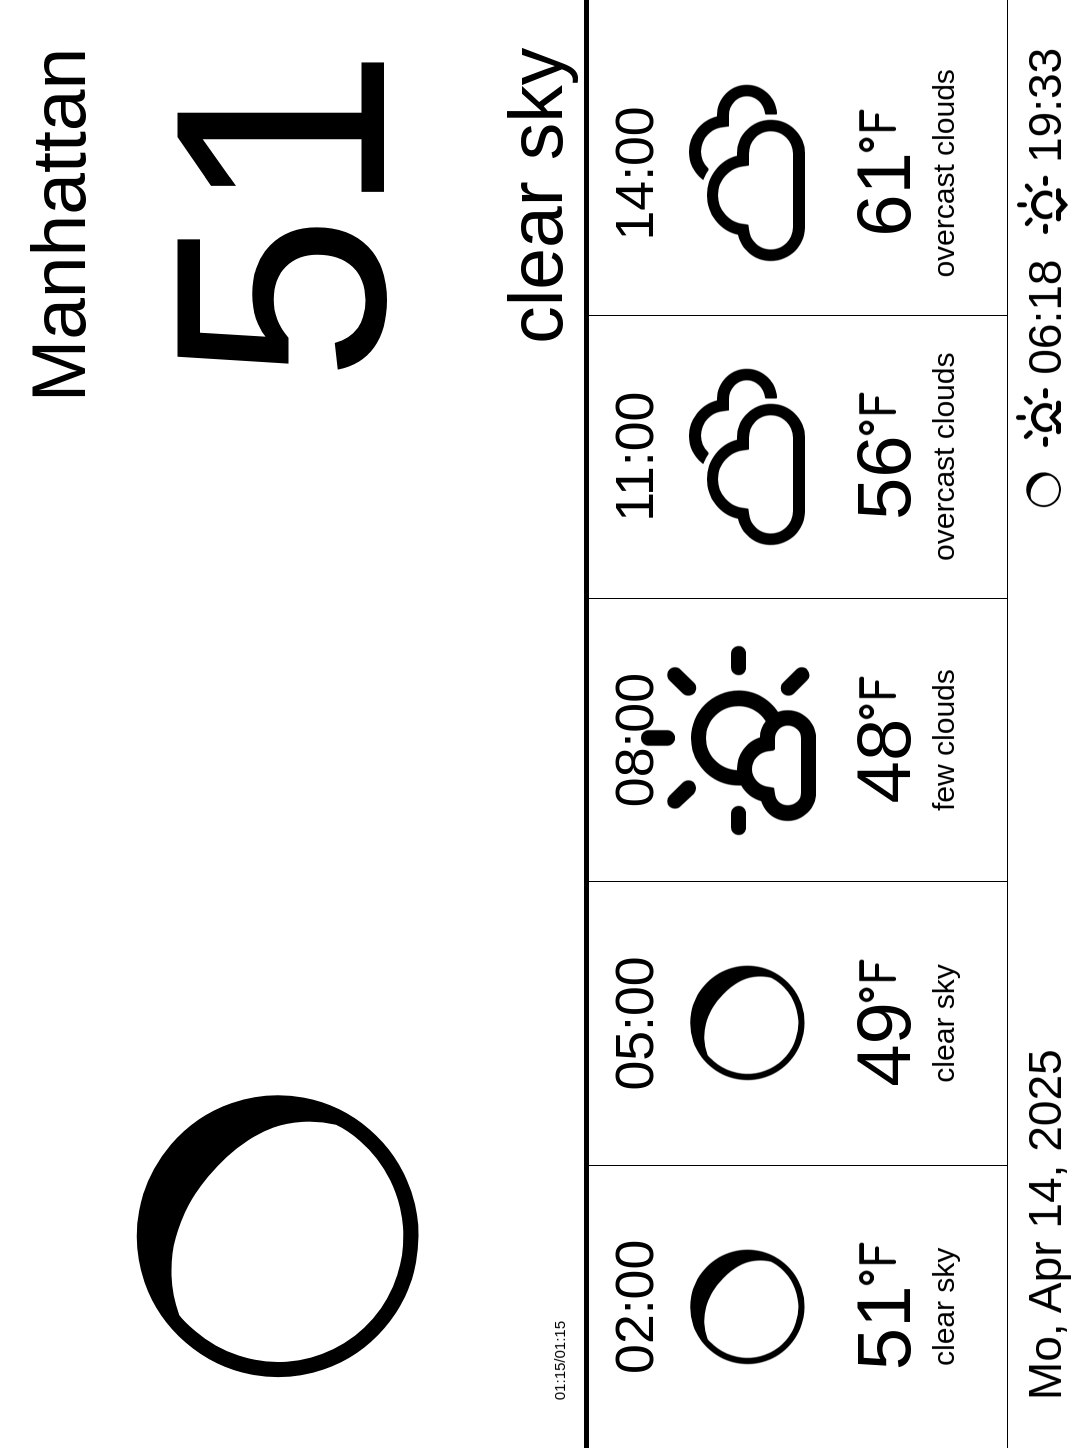 Manhattan
51
clear sky
01:15/01:15
02:00
51°F
clear sky
05:00
49°F
clear sky
08:00
48°F
few clouds
11:00
56°F
overcast clouds
14:00
61°F
overcast clouds
Mo, Apr 14, 2025
06:18
19:33